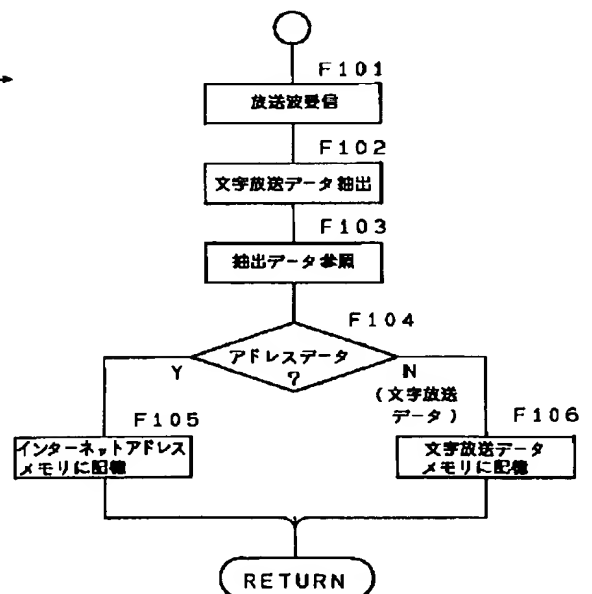 F101
放送波受信
F102
文字放送データ抽出
F103
抽出データ参照
F104
アドレスデータ
?
Y
N
(文字放送
データ)
F105
インターネットアドレス
メモリに記憶
F106
文字放送データ
メモリに記憶
RETURN